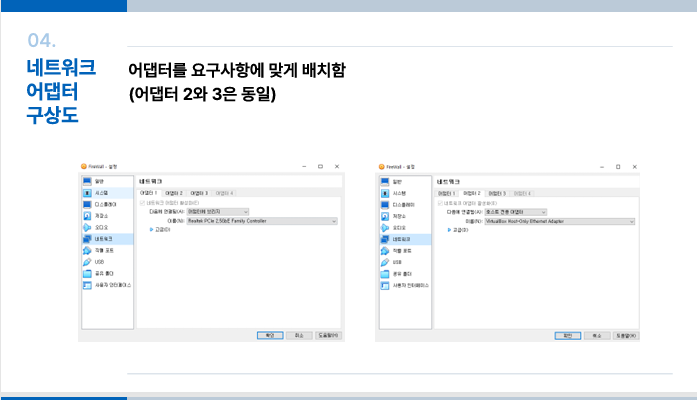 04.
네트워크
어댑터
구상도
어댑터를 요구사항에 맞게 배치함
(어댑터 2와 3은 동일)
Firewall - 설정
일반
시스템
디스플레이
저장소
오디오
네트워크
직렬 포트
USB
공유 폴더
사용자 인터페이스
네트워크
어댑터 1 어댑터 2 어댑터 3 어댑터 4
네트워크 어댑터 활성화(E)
다음에 연결됨(A): 어댑터에 브리지
이름(N): Realtek PCIe 2.5GbE Family Controller
고급(D)
확인 취소 도움말(H)
Firewall - 설정
일반
시스템
디스플레이
저장소
오디오
네트워크
직렬 포트
USB
공유 폴더
사용자 인터페이스
네트워크
어댑터 1 어댑터 2 어댑터 3 어댑터 4
네트워크 어댑터 활성화(E)
다음에 연결됨(A): 호스트 전용 어댑터
이름(N): VirtualBox Host-Only Ethernet Adapter
고급(D)
확인 취소 도움말(H)